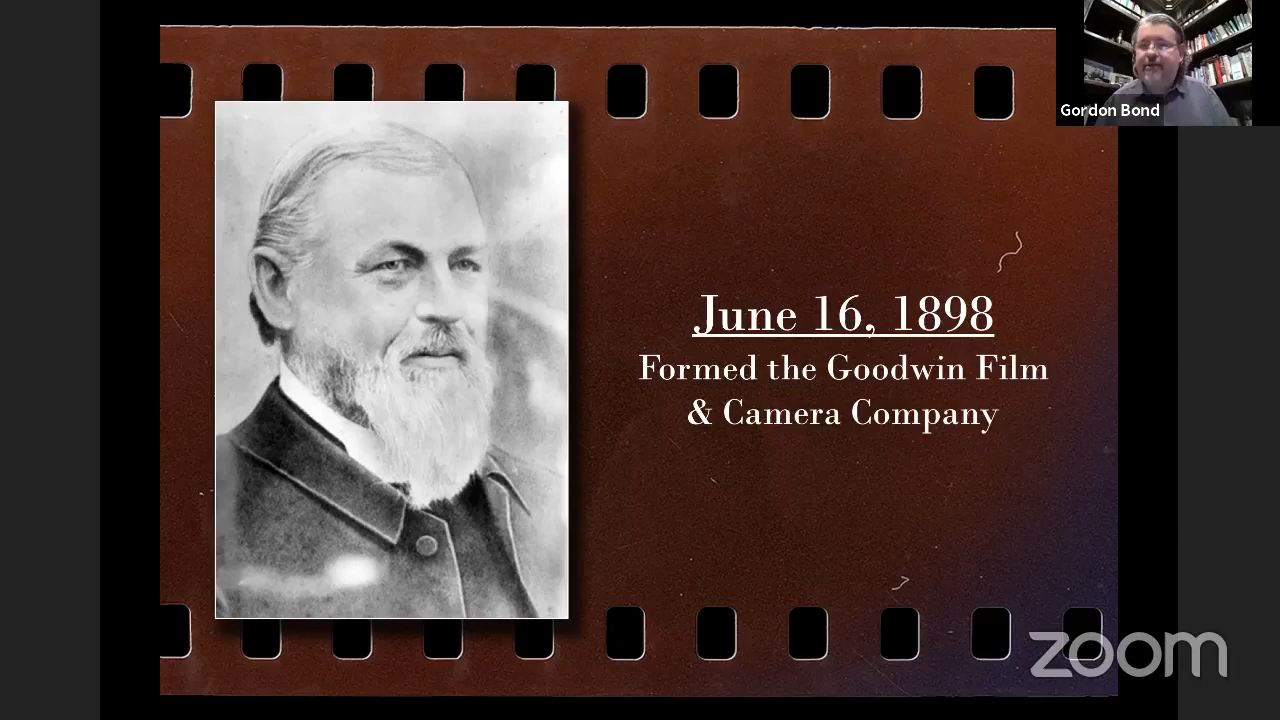 Gordon Bond
June 16, 1898
Formed the Goodwin Film
& Camera Company
zoom